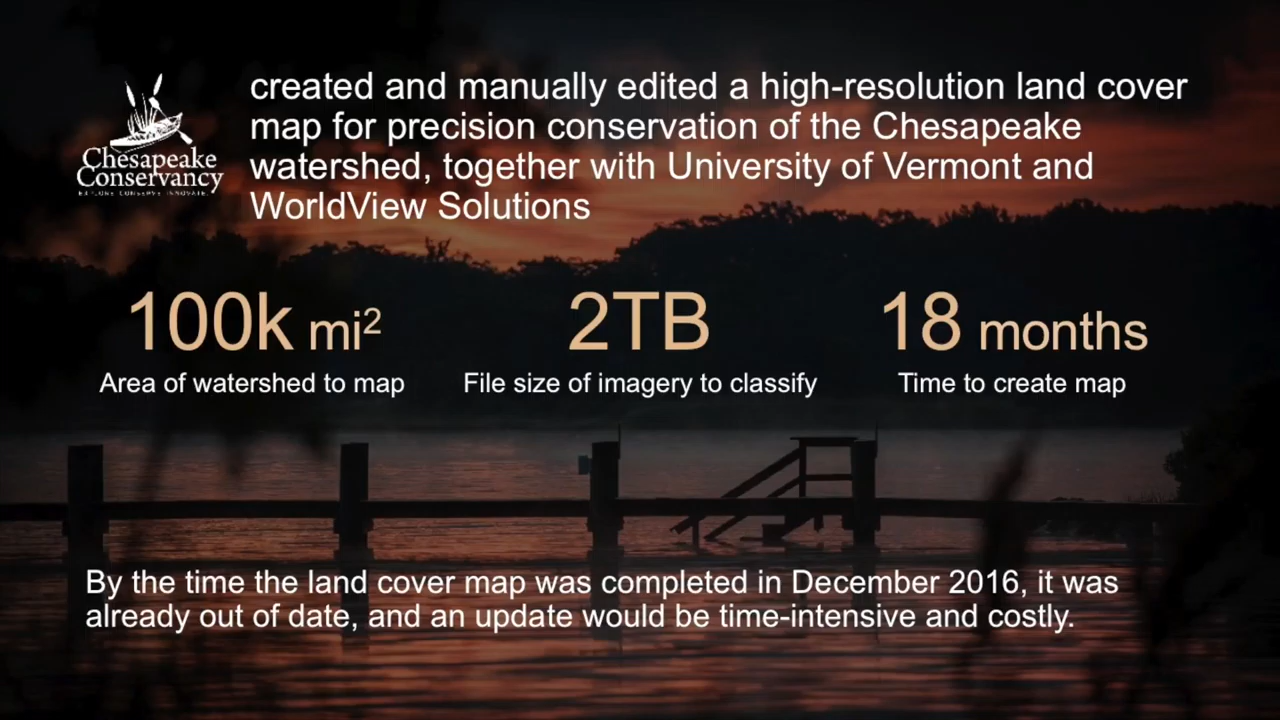 created and manually edited a high-resolution land cover
map for precision conservation of the Chesapeake
watershed, together with University of Vermont and
WorldView Solutions
Chesapeake
Conservancy
EXPLORE. CONSERVE. INNOVATE.
100k mi²
Area of watershed to map
2TB
File size of imagery to classify
18 months
Time to create map
By the time the land cover map was completed in December 2016, it was
already out of date, and an update would be time-intensive and costly.